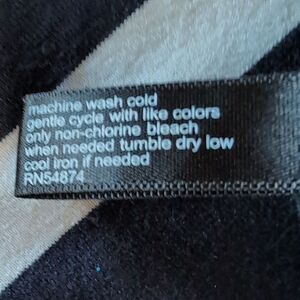 machine wash cold
gentle cycle with like colors
only non-chlorine bleach
when needed tumble dry low
cool iron if needed
RN54874